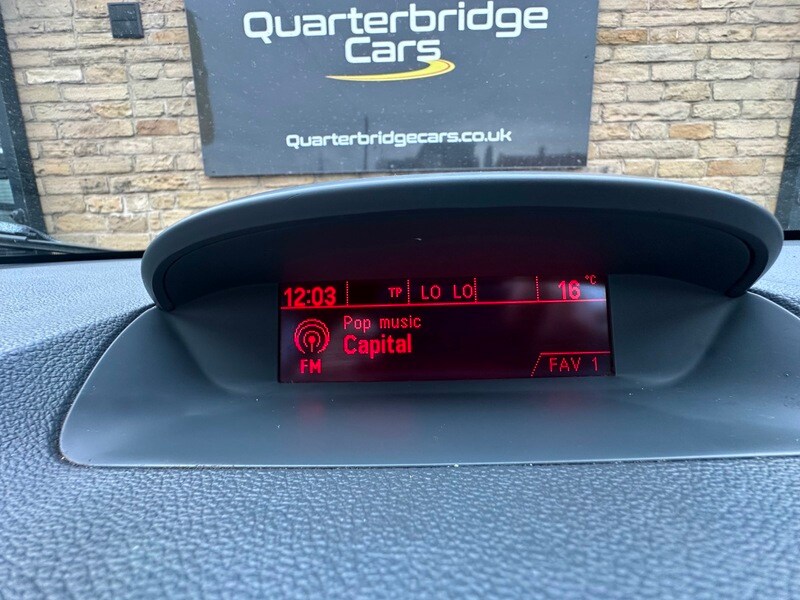 Quarterbridge
Cars
Quarterbridgecars.co.uk
12:03 TP LO LO 16 °C
Pop music
Capital
FM
FAV 1